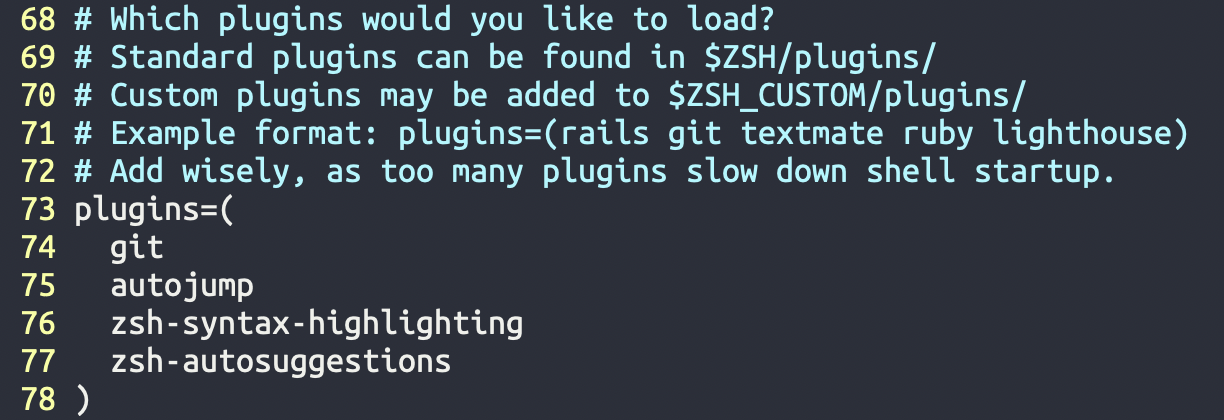 68 # Which plugins would you like to load?
69 # Standard plugins can be found in $ZSH/plugins/
70 # Custom plugins may be added to $ZSH_CUSTOM/plugins/
71 # Example format: plugins=(rails git textmate ruby lighthouse)
72 # Add wisely, as too many plugins slow down shell startup.
73 plugins=(
74   git
75   autojump
76   zsh-syntax-highlighting
77   zsh-autosuggestions
78 )